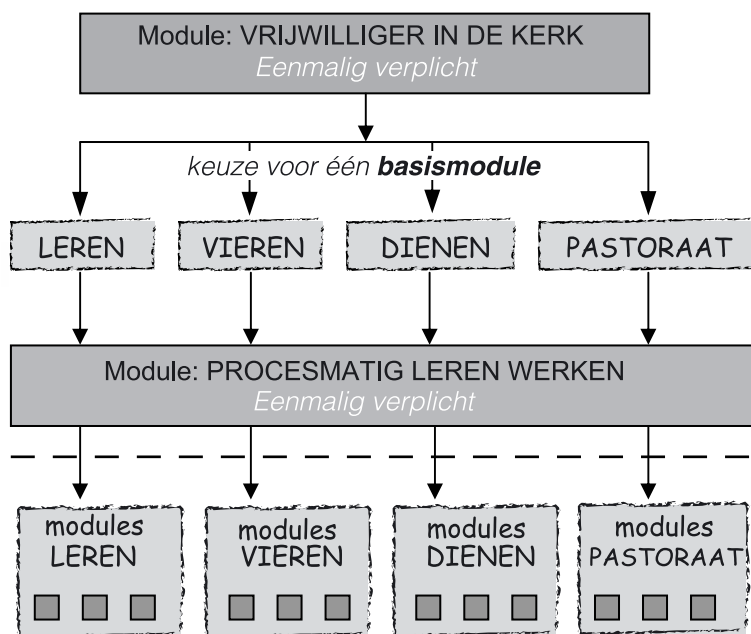 Module: VRIJWILLIGER IN DE KERK
Eenmalig verplicht
keuze voor één basismodule
LEREN
VIEREN
DIENEN
PASTORAAT
Module: PROCESMATIG LEREN WERKEN
Eenmalig verplicht
modules
LEREN
modules
VIEREN
modules
DIENEN
modules
PASTORAAT